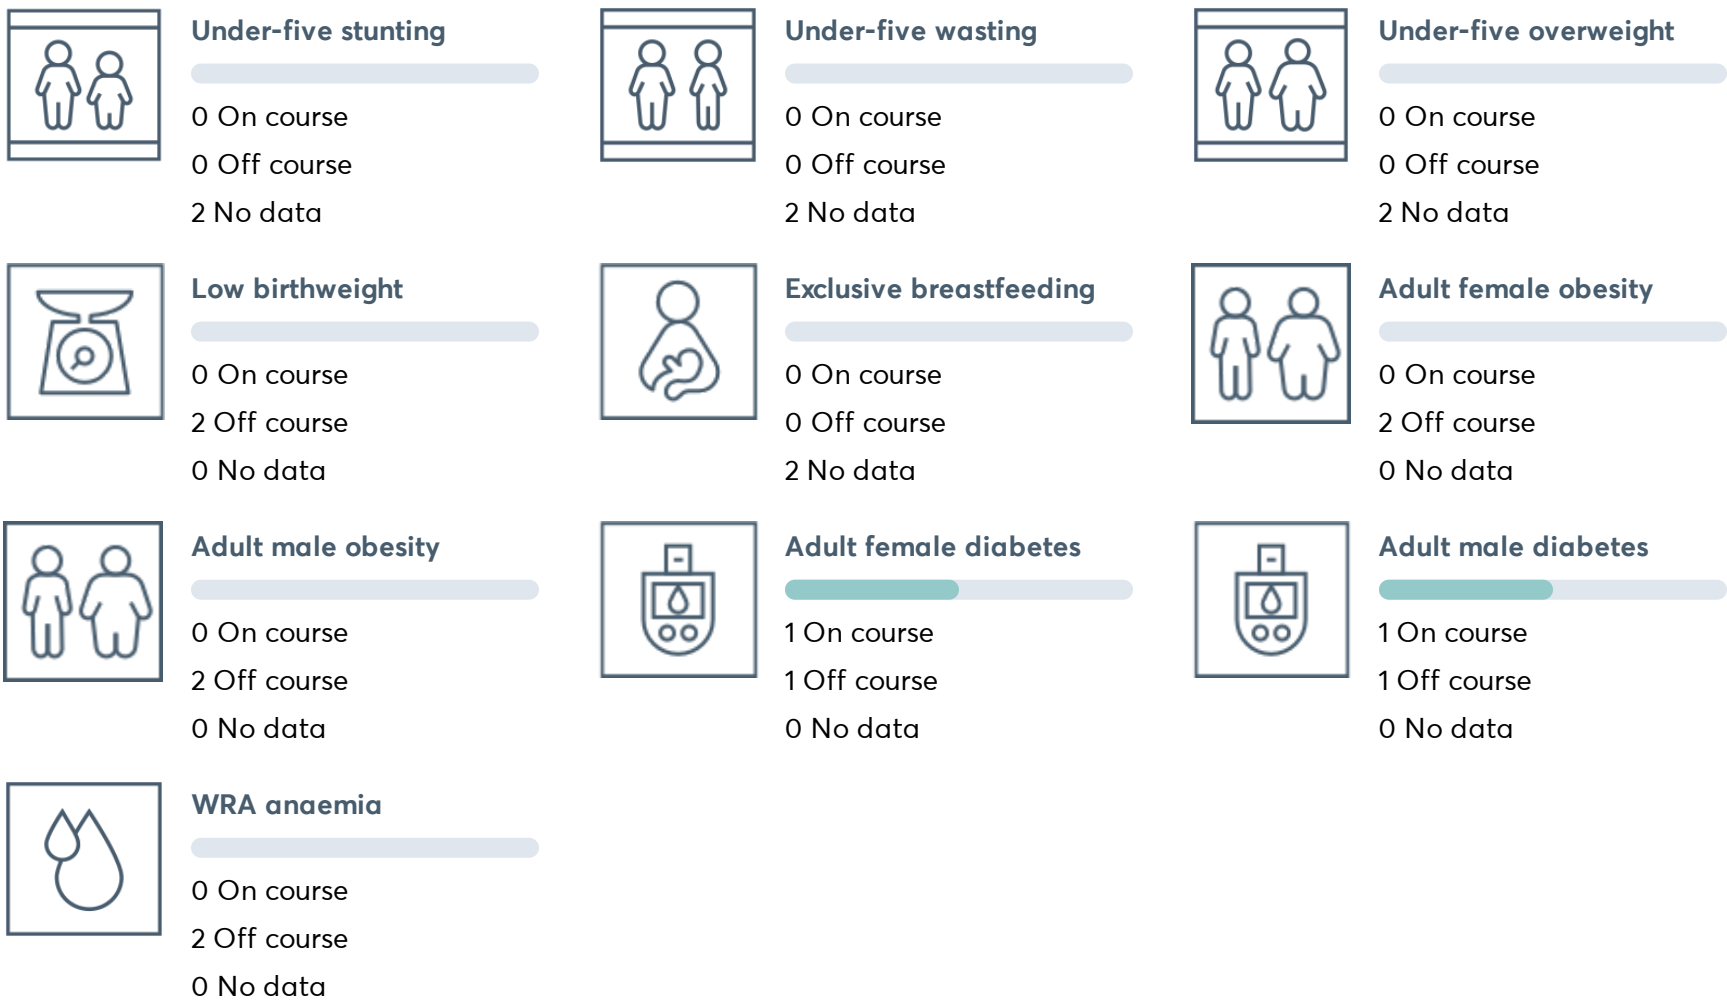 Under-five stunting
0 On course
0 Off course
2 No data
Under-five wasting
0 On course
0 Off course
2 No data
Under-five overweight
0 On course
0 Off course
2 No data
Low birthweight
0 On course
2 Off course
0 No data
Exclusive breastfeeding
0 On course
0 Off course
2 No data
Adult female obesity
0 On course
2 Off course
0 No data
Adult male obesity
0 On course
2 Off course
0 No data
Adult female diabetes
1 On course
1 Off course
0 No data
Adult male diabetes
1 On course
1 Off course
0 No data
WRA anaemia
0 On course
2 Off course
0 No data